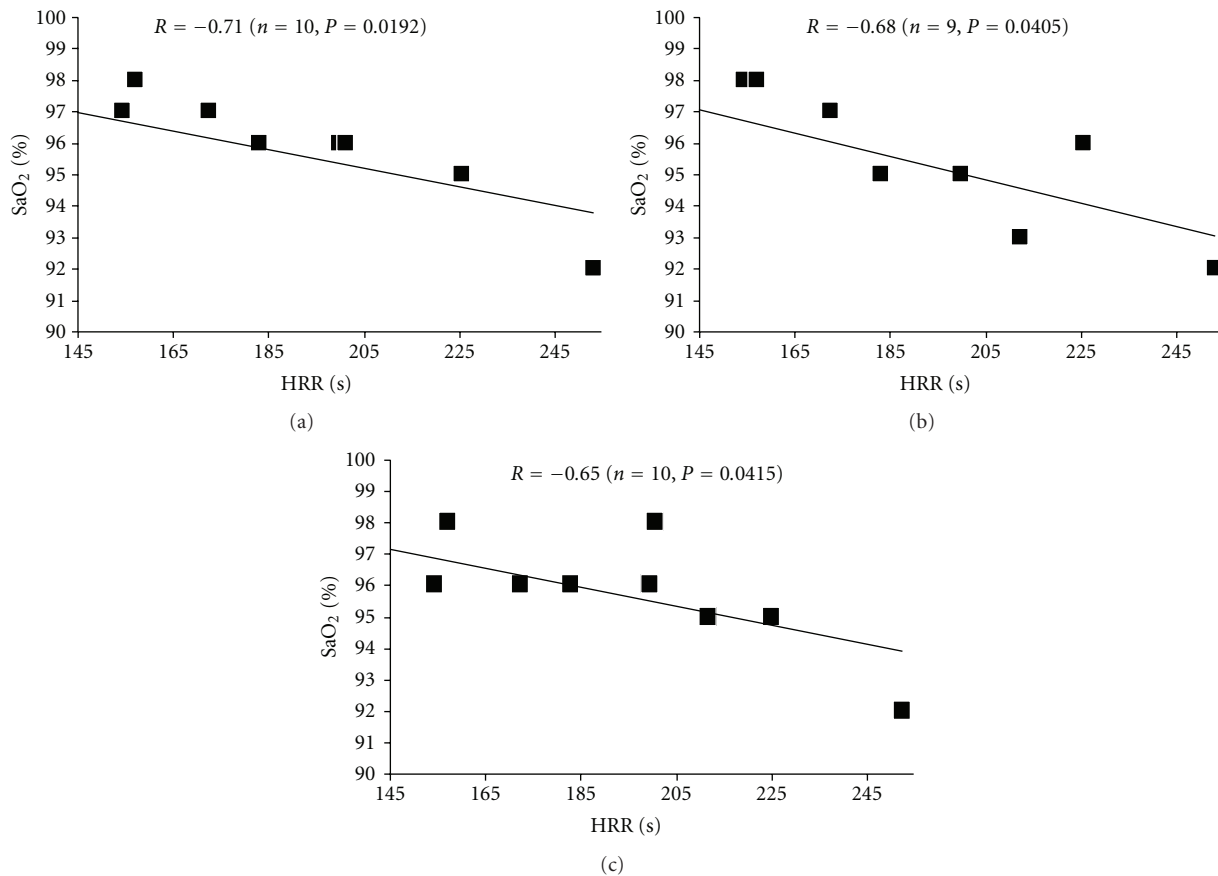 R = −0.71 (n = 10, P = 0.0192)
100
99
98
97
96
95
94
93
92
91
90
SaO₂ (%)
145 165 185 205 225 245
HRR (s)
(a)
R = −0.68 (n = 9, P = 0.0405)
100
99
98
97
96
95
94
93
92
91
90
SaO₂ (%)
145 165 185 205 225 245
HRR (s)
(b)
R = −0.65 (n = 10, P = 0.0415)
100
99
98
97
96
95
94
93
92
91
90
SaO₂ (%)
145 165 185 205 225 245
HRR (s)
(c)